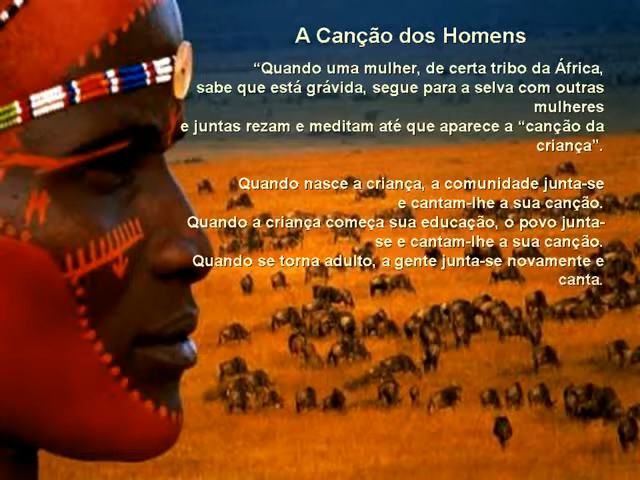 A Canção dos Homens
“Quando uma mulher, de certa tribo da África,
sabe que está grávida, segue para a selva com outras
mulheres
e juntas rezam e meditam até que aparece a “canção da
criança”.
Quando nasce a criança, a comunidade junta-se
e cantam-lhe a sua canção.
Quando a criança começa sua educação, o povo junta-
se e cantam-lhe a sua canção.
Quando se torna adulto, a gente junta-se novamente e
canta.